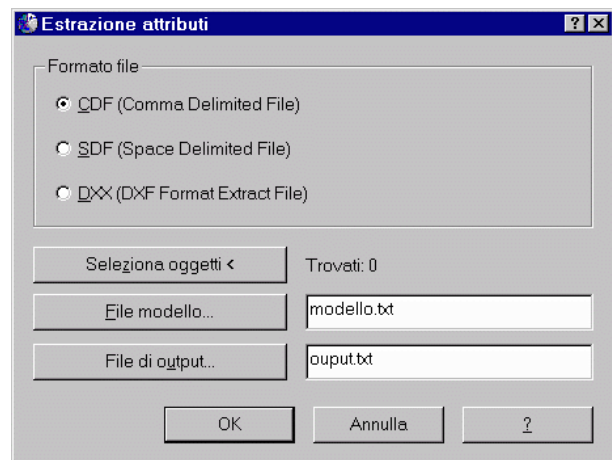 Estrazione attributi
Formato file
CDF (Comma Delimited File)
SDF (Space Delimited File)
DXX (DXF Format Extract File)
Seleziona oggetti < Trovati: 0
File modello... modello.txt
File di output... ouput.txt
OK Annulla ?